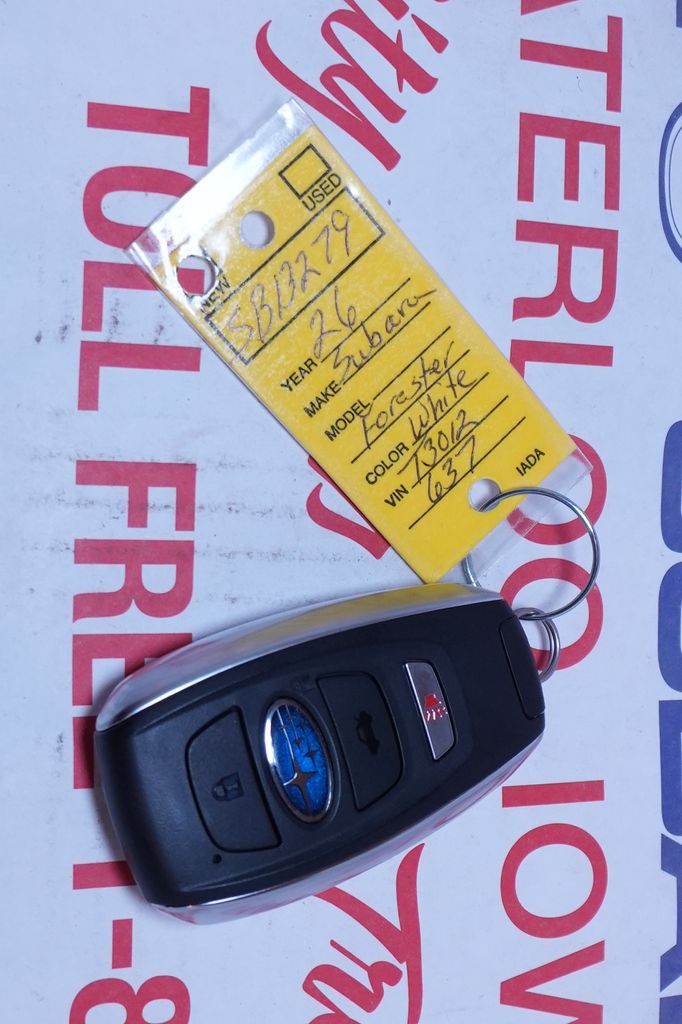 NEW
USED
SB13279
YEAR 26
MAKE Subaru
MODEL Forester
COLOR White
VIN T3012
637
IADA
TOLL FREE 1-8
ATERLOO IOW